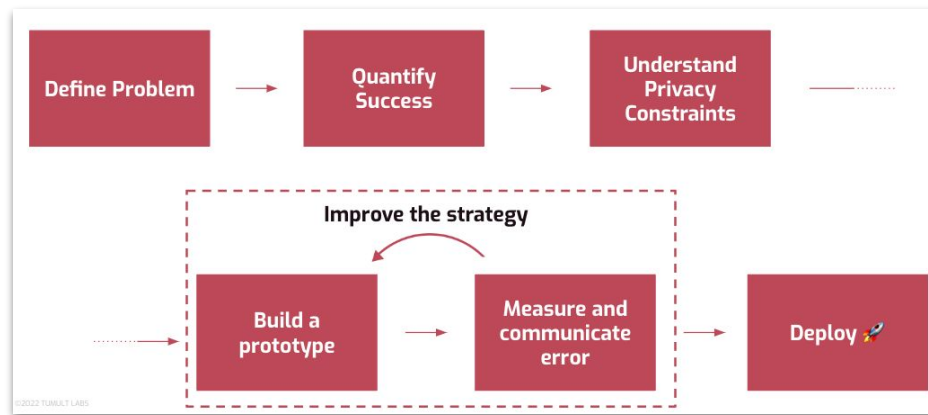 Define Problem
Quantify
Success
Understand
Privacy
Constraints
Improve the strategy
Build a
prototype
Measure and
communicate
error
Deploy 🚀
©2022 TUMULT LABS